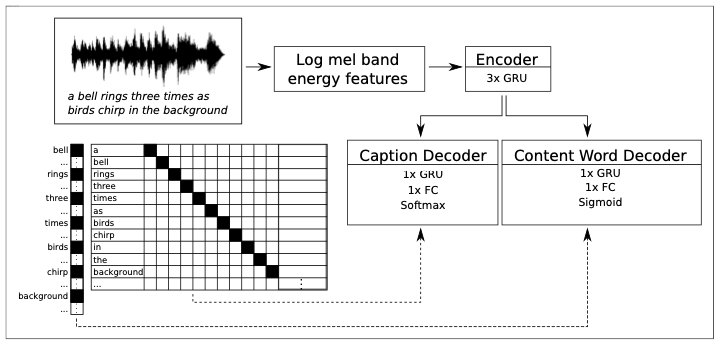 a bell rings three times as
birds chirp in the background
Log mel band
energy features
Encoder
3x GRU
Caption Decoder
1x GRU
1x FC
Softmax
Content Word Decoder
1x GRU
1x FC
Sigmoid
bell
...
rings
...
three
...
times
...
birds
...
chirp
...
background
...
a
bell
rings
three
times
as
birds
chirp
in
the
background
...